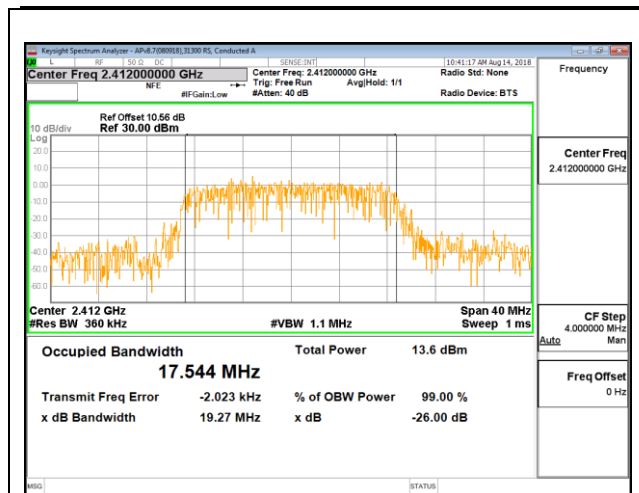 Keysight Spectrum Analyzer - APv8.7(080918),31300 RS, Conducted A
L RF 50 Ω DC SENSE:INT 10:41:17 AM Aug 14, 2018
Center Freq 2.412000000 GHz Center Freq: 2.412000000 GHz Radio Std: None Frequency
NFE Trig: Free Run Avg|Hold: 1/1
#IFGain:Low #Atten: 40 dB Radio Device: BTS
Ref Offset 10.56 dB
10 dB/div Ref 30.00 dBm
Log
20.0
10.0
0.00
-10.0
-20.0
-30.0
-40.0
-50.0
-60.0
Center 2.412 GHz Span 40 MHz
#Res BW 360 kHz #VBW 1.1 MHz Sweep 1 ms
Occupied Bandwidth Total Power 13.6 dBm
17.544 MHz
Transmit Freq Error -2.023 kHz % of OBW Power 99.00 %
x dB Bandwidth 19.27 MHz x dB -26.00 dB
Center Freq
2.412000000 GHz
CF Step
4.000000 MHz
Auto Man
Freq Offset
0 Hz
MSG STATUS